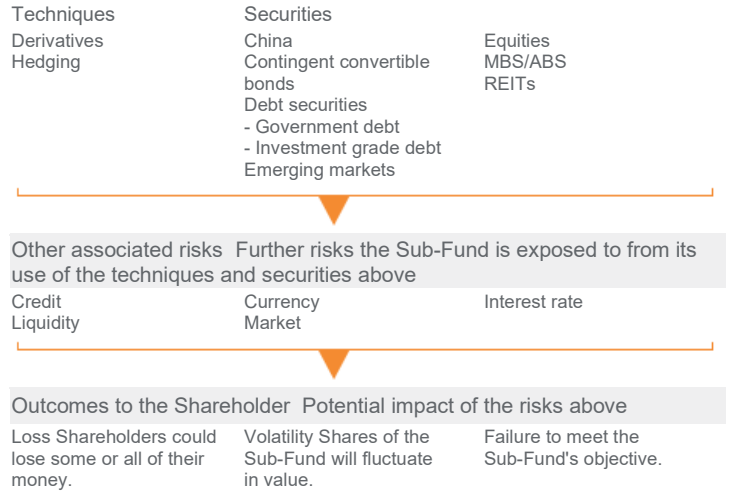 Techniques
Derivatives
Hedging
Securities
China
Contingent convertible
bonds
Debt securities
- Government debt
- Investment grade debt
Emerging markets
Equities
MBS/ABS
REITs
Other associated risks  Further risks the Sub-Fund is exposed to from its
use of the techniques and securities above
Credit
Liquidity
Currency
Market
Interest rate
Outcomes to the Shareholder  Potential impact of the risks above
Loss Shareholders could
lose some or all of their
money.
Volatility Shares of the
Sub-Fund will fluctuate
in value.
Failure to meet the
Sub-Fund's objective.